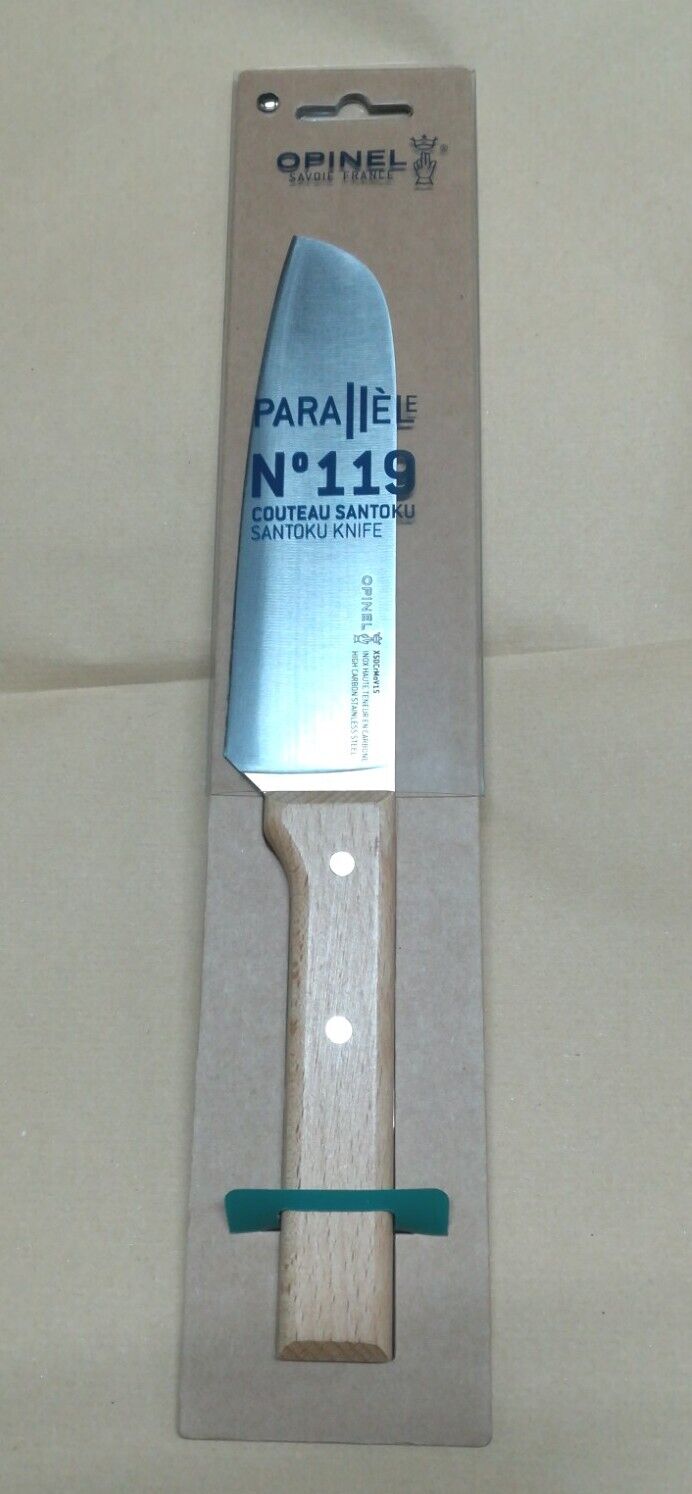 OPINEL®
SAVOIE FRANCE
PARALLÈLE
N°119
COUTEAU SANTOKU
SANTOKU KNIFE
OPINEL
X50CrMoV15
INOX HAUTE TENEUR EN CARBONE
HIGH CARBON STAINLESS STEEL